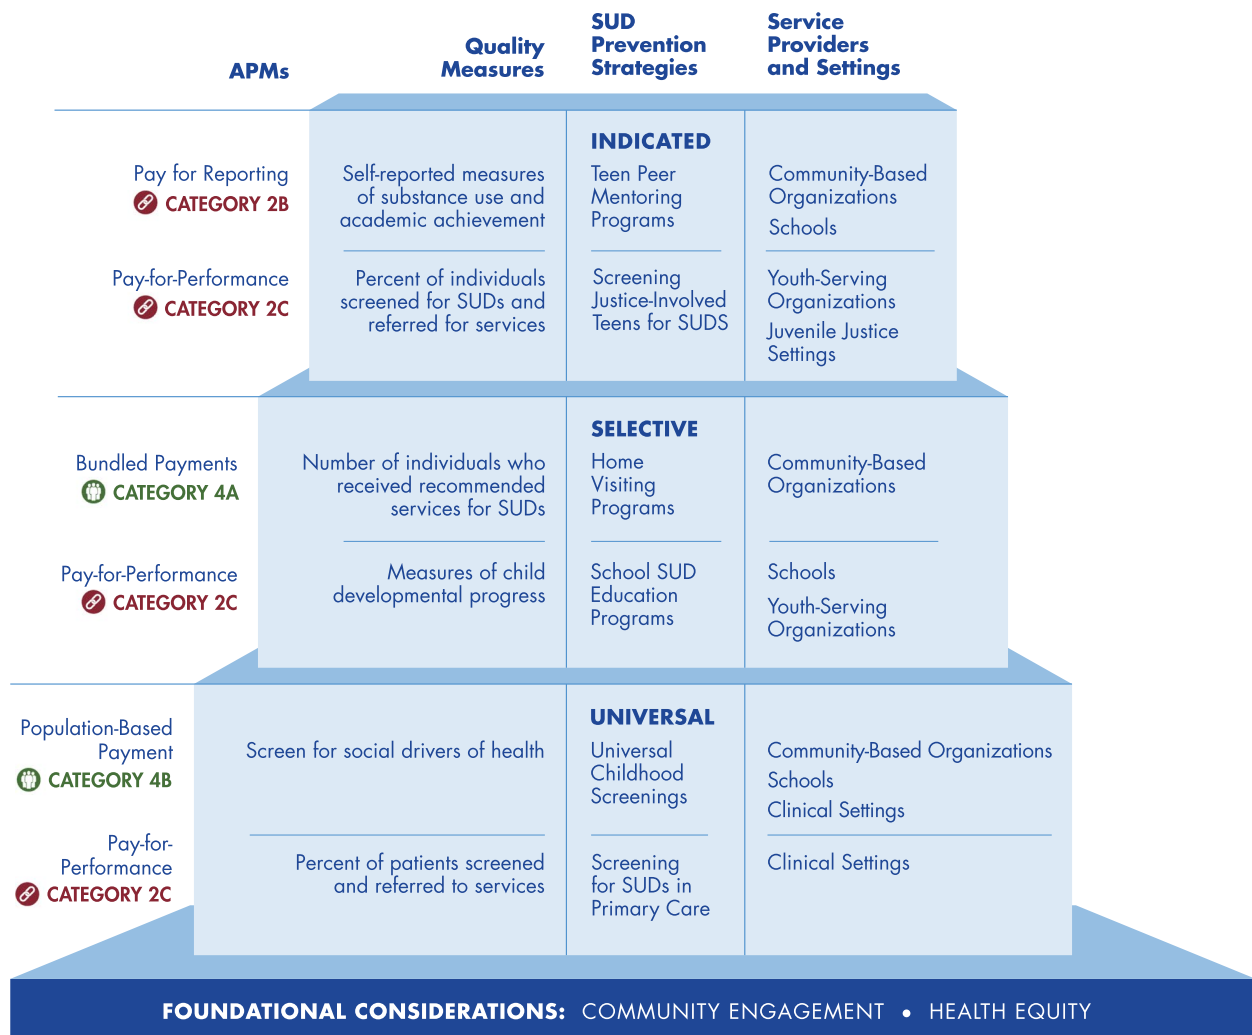 APMs
Quality
Measures
SUD
Prevention
Strategies
Service
Providers
and Settings
INDICATED
Pay for Reporting
CATEGORY 2B
Self-reported measures
of substance use and
academic achievement
Teen Peer
Mentoring
Programs
Community-Based
Organizations
Schools
Pay-for-Performance
CATEGORY 2C
Percent of individuals
screened for SUDs and
referred for services
Screening
Justice-Involved
Teens for SUDS
Youth-Serving
Organizations
Juvenile Justice
Settings
SELECTIVE
Bundled Payments
CATEGORY 4A
Number of individuals who
received recommended
services for SUDs
Home
Visiting
Programs
Community-Based
Organizations
Pay-for-Performance
CATEGORY 2C
Measures of child
developmental progress
School SUD
Education
Programs
Schools
Youth-Serving
Organizations
UNIVERSAL
Population-Based
Payment
CATEGORY 4B
Screen for social drivers of health
Universal
Childhood
Screenings
Community-Based Organizations
Schools
Clinical Settings
Pay-for-
Performance
CATEGORY 2C
Percent of patients screened
and referred to services
Screening
for SUDs in
Primary Care
Clinical Settings
FOUNDATIONAL CONSIDERATIONS: COMMUNITY ENGAGEMENT • HEALTH EQUITY